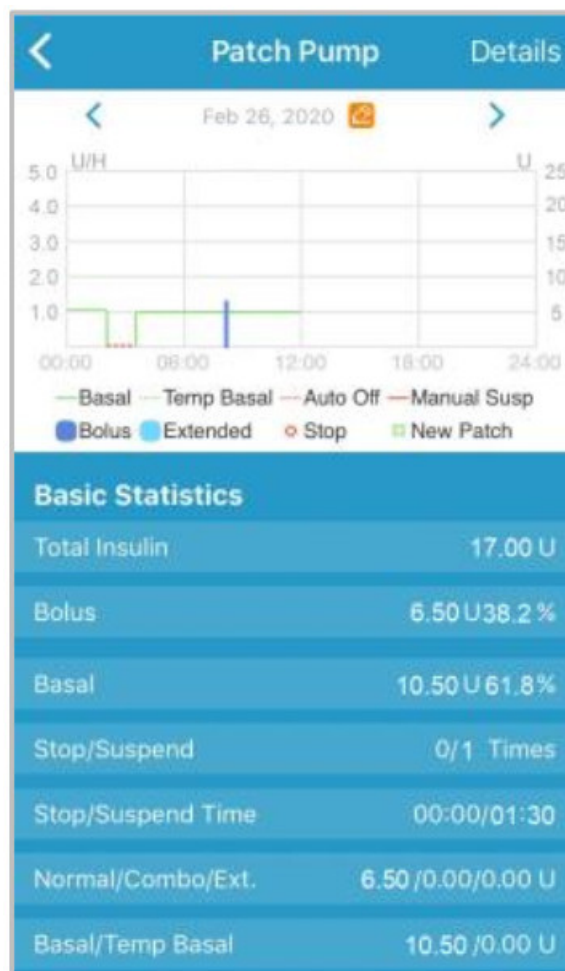 Patch Pump Details
Feb 26, 2020
U/H U
5.0 25
4.0 20
3.0 15
2.0 10
1.0 5
00:00 06:00 12:00 18:00 24:00
Basal Temp Basal Auto Off Manual Susp
Bolus Extended Stop New Patch
Basic Statistics
Total Insulin 17.00 U
Bolus 6.50 U 38.2 %
Basal 10.50 U 61.8%
Stop/Suspend 0/1 Times
Stop/Suspend Time 00:00/01:30
Normal/Combo/Ext. 6.50 /0.00/0.00 U
Basal/Temp Basal 10.50 /0.00 U